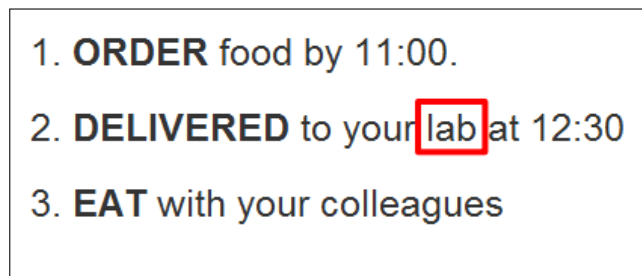 1. ORDER food by 11:00.
2. DELIVERED to your lab at 12:30
3. EAT with your colleagues